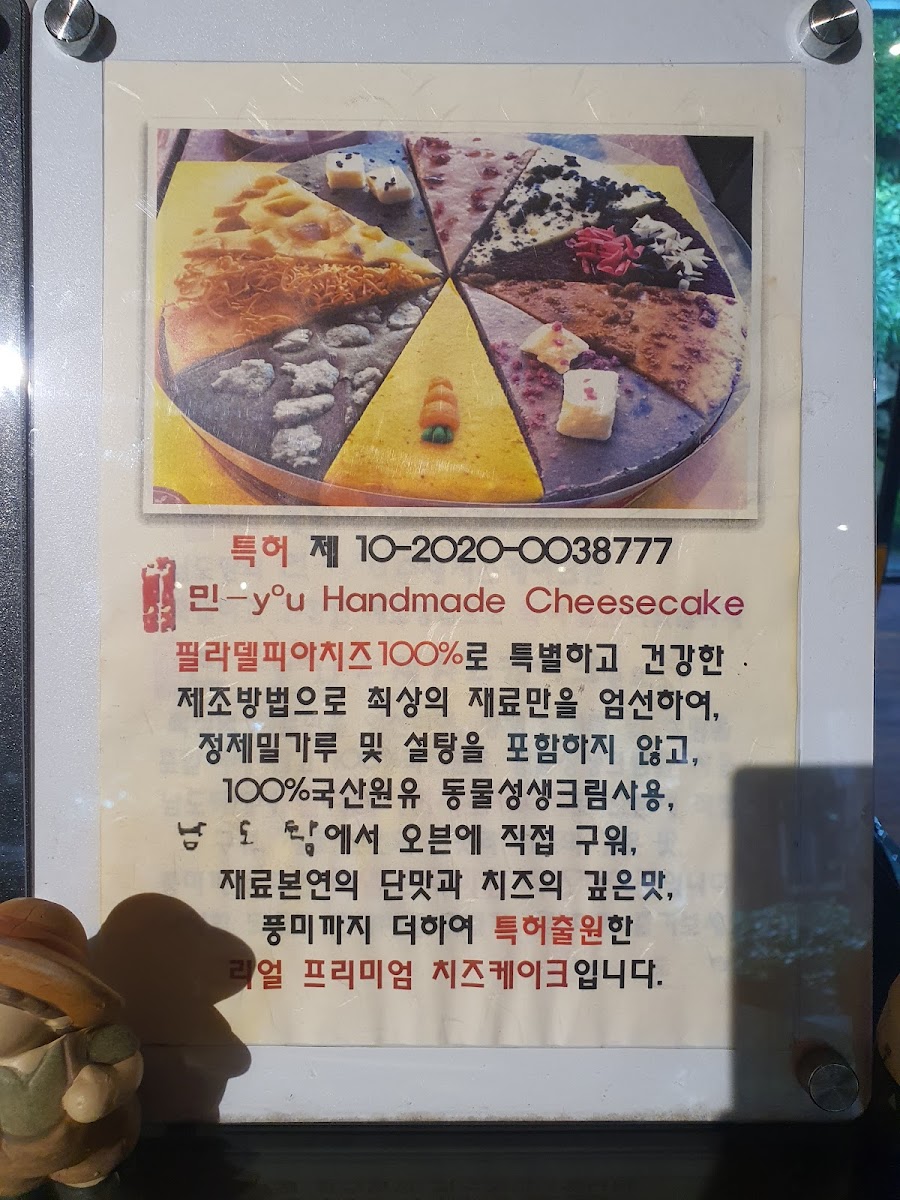 특허 제 10-2020-0038777
민-yºu Handmade Cheesecake
필라델피아치즈100%로 특별하고 건강한
제조방법으로 최상의 재료만을 엄선하여,
정제밀가루 및 설탕을 포함하지 않고,
100%국산원유 동물성생크림사용,
남도 담에서 오븐에 직접 구워,
재료본연의 단맛과 치즈의 깊은맛,
풍미까지 더하여 특허출원한
리얼 프리미엄 치즈케이크입니다.